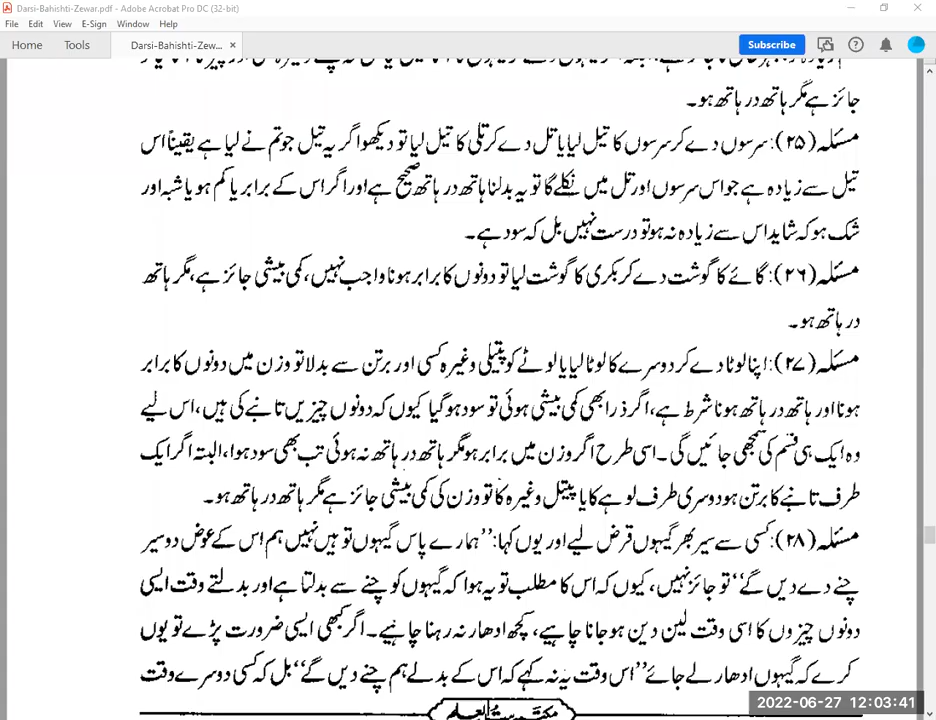 Darsi-Bahishti-Zewar.pdf - Adobe Acrobat Pro DC (32-bit)
File Edit View E-Sign Window Help
Home Tools Darsi-Bahishti-Zew... × Subscribe
جائز ہے مگر ہاتھ در ہاتھ ہو۔
مسئلہ (۲۵): سرسوں دے کر سرسوں کا تیل لیا یا تل دے کر تلی کا تیل لیا تو دیکھو اگر یہ تیل جو تم نے لیا ہے یقیناً اس
تیل سے زیادہ ہے جو اس سرسوں اور تل میں نکلے گا تو یہ بدلنا ہاتھ در ہاتھ صحیح ہے اور اگر اس کے برابر یا کم ہو یا شبہ اور
شک ہو کہ شاید اس سے زیادہ نہ ہو تو درست نہیں بل کہ سود ہے۔
مسئلہ (۲۶): گائے کا گوشت دے کر بکری کا گوشت لیا تو دونوں کا برابر ہونا واجب نہیں، کمی بیشی جائز ہے، مگر ہاتھ
در ہاتھ ہو۔
مسئلہ (۲۷): اپنا لوٹا دے کر دوسرے کا لوٹا لیا یا لوٹے کو پتیلی وغیرہ کسی اور برتن سے بدلا تو وزن میں دونوں کا برابر
ہونا اور ہاتھ در ہاتھ ہونا شرط ہے، اگر ذرا بھی کمی بیشی ہوئی تو سود ہو گیا کیوں کہ دونوں چیزیں تانبے کی ہیں، اس لیے
وہ ایک ہی قسم کی سمجھی جائیں گی۔ اسی طرح اگر وزن میں برابر ہو مگر ہاتھ در ہاتھ نہ ہوئی تب بھی سود ہوا، البتہ اگر ایک
طرف تانبے کا برتن ہو دوسری طرف لوہے کا یا پیتل وغیرہ کا تو وزن کی کمی بیشی جائز ہے مگر ہاتھ در ہاتھ ہو۔
مسئلہ (۲۸): کسی سے سیر بھر گیہوں قرض لیے اور یوں کہا: ”ہمارے پاس گیہوں تو ہیں نہیں ہم اس کے عوض دو سیر
چنے دے دیں گے“ تو جائز نہیں، کیوں کہ اس کا مطلب تو یہ ہوا کہ گیہوں کو چنے سے بدلتا ہے اور بدلتے وقت ایسی
دونوں چیزوں کا اسی وقت لین دین ہو جانا چاہیے، کچھ ادھار نہ رہنا چاہیے۔ اگر کبھی ایسی ضرورت پڑے تو یوں
کرے کہ گیہوں ادھار لے جائے ”اس وقت یہ نہ کہے کہ اس کے بدلے ہم چنے دیں گے“ بل کہ کسی دوسرے وقت
2022-06-27 12:03:41